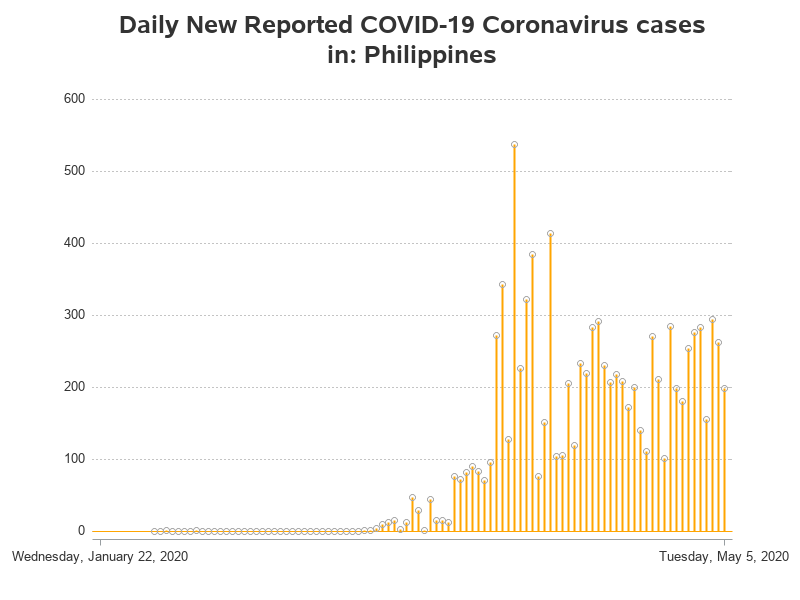 Daily New Reported COVID-19 Coronavirus cases
in: Philippines
600
500
400
300
200
100
0
Wednesday, January 22, 2020 Tuesday, May 5, 2020